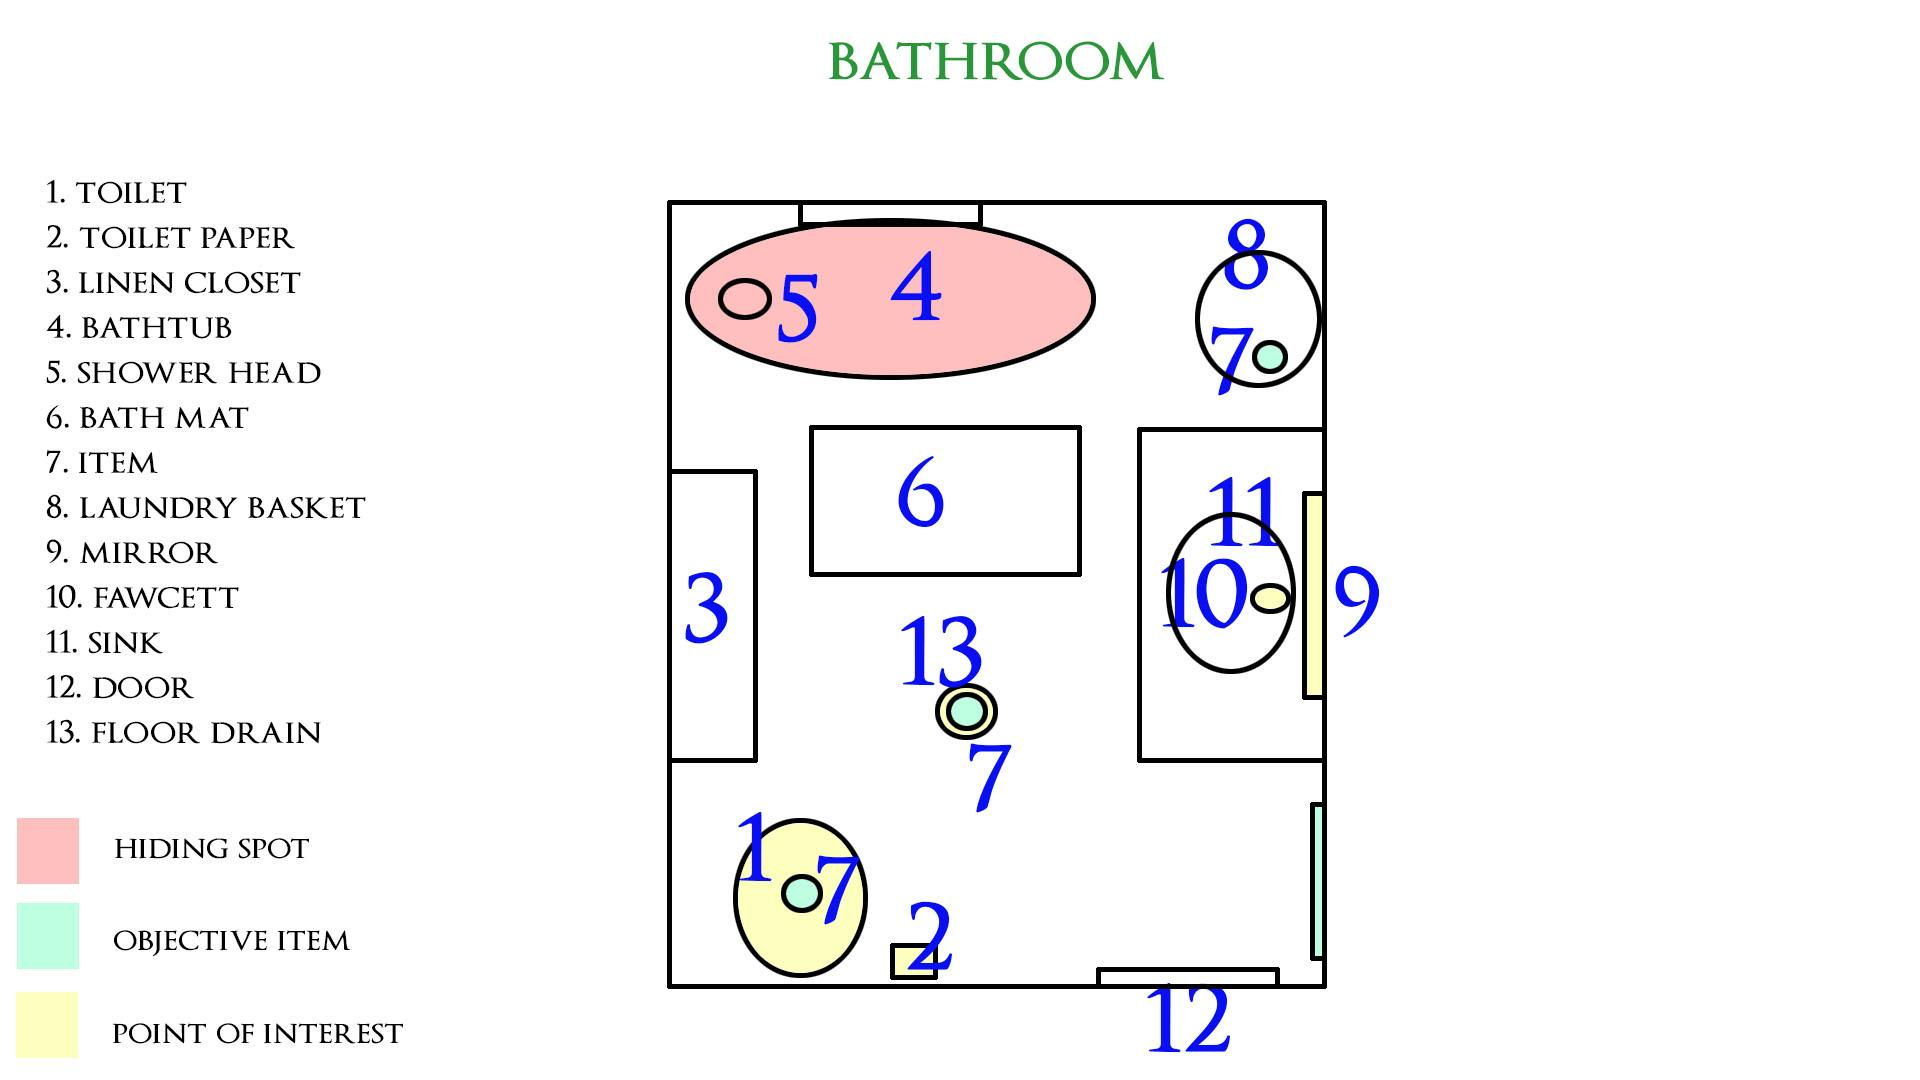 BATHROOM
1. TOILET
2. TOILET PAPER
3. LINEN CLOSET
4. BATHTUB
5. SHOWER HEAD
6. BATH MAT
7. ITEM
8. LAUNDRY BASKET
9. MIRROR
10. FAWCETT
11. SINK
12. DOOR
13. FLOOR DRAIN
HIDING SPOT
OBJECTIVE ITEM
POINT OF INTEREST
8
4
5
7
6
11
10
9
3
13
7
1
7
2
12